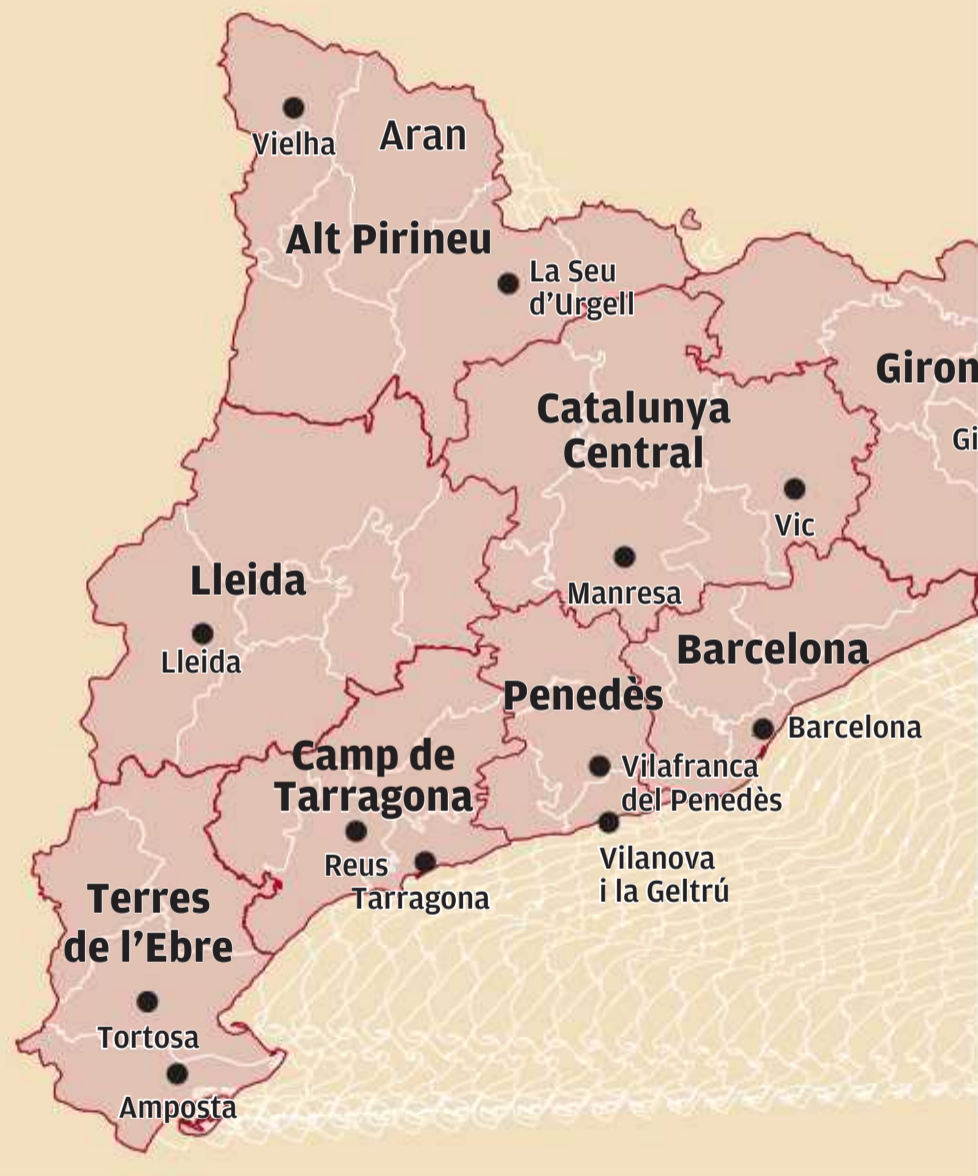 Vielha
Aran
Alt Pirineu
La Seu
d'Urgell
Giron
Gi
Catalunya
Central
Vic
Manresa
Lleida
Lleida
Barcelona
Penedès
Barcelona
Vilafranca
del Penedès
Camp de
Tarragona
Reus
Tarragona
Vilanova
i la Geltrú
Terres
de l'Ebre
Tortosa
Amposta